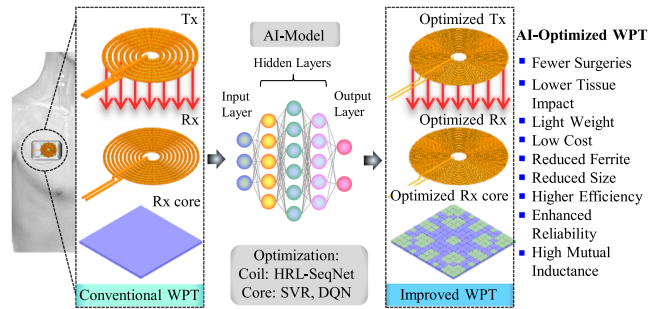 Tx
Rx
Rx core
Conventional WPT
AI-Model
Hidden Layers
Input
Layer
Output
Layer
Optimization:
Coil: HRL-SeqNet
Core: SVR, DQN
Optimized Tx
Optimized Rx
Optimized Rx core
Improved WPT
AI-Optimized WPT
Fewer Surgeries
Lower Tissue
Impact
Light Weight
Low Cost
Reduced Ferrite
Reduced Size
Higher Efficiency
Enhanced
Reliability
High Mutual
Inductance